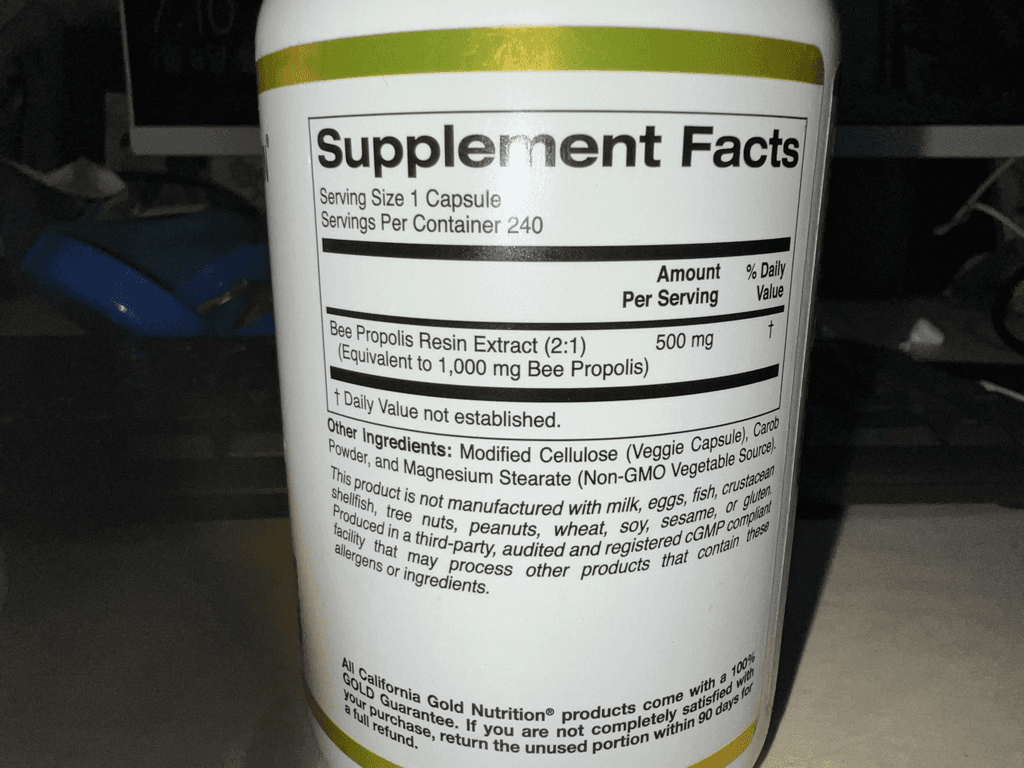 Supplement Facts
Serving Size 1 Capsule
Servings Per Container 240
Amount Per Serving
% Daily Value
Bee Propolis Resin Extract (2:1) 500 mg †
(Equivalent to 1,000 mg Bee Propolis)
† Daily Value not established.
Other Ingredients: Modified Cellulose (Veggie Capsule), Carob
Powder, and Magnesium Stearate (Non-GMO Vegetable Source).
This product is not manufactured with milk, eggs, fish, crustacean
shellfish, tree nuts, peanuts, wheat, soy, sesame, or gluten.
Produced in a third-party, audited and registered cGMP compliant
facility that may process other products that contain these
allergens or ingredients.
All California Gold Nutrition® products come with a 100%
GOLD Guarantee. If you are not completely satisfied with
your purchase, return the unused portion within 90 days for
a full refund.